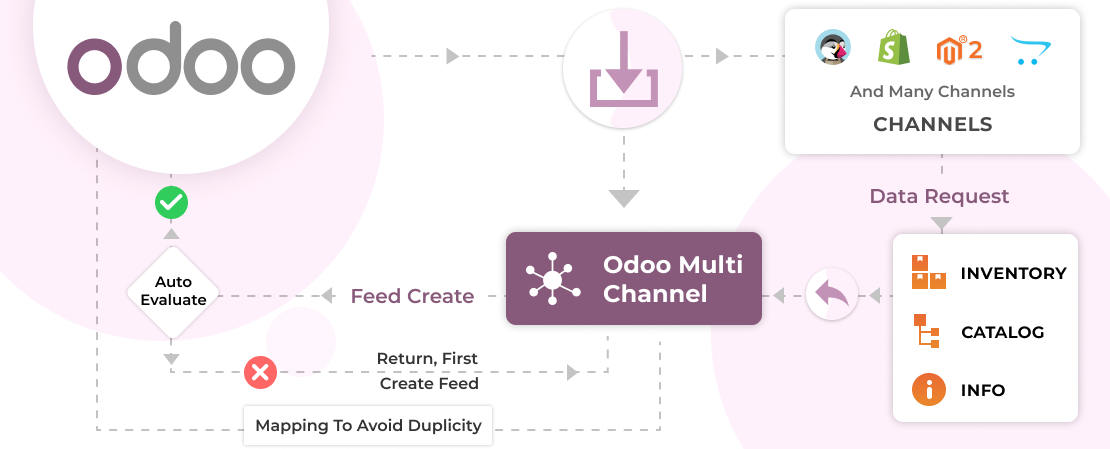 odoo
® 2
And Many Channels
CHANNELS
Data Request
Odoo Multi
Channel
INVENTORY
CATALOG
INFO
Feed Create
Auto
Evaluate
Return, First
Create Feed
Mapping To Avoid Duplicity